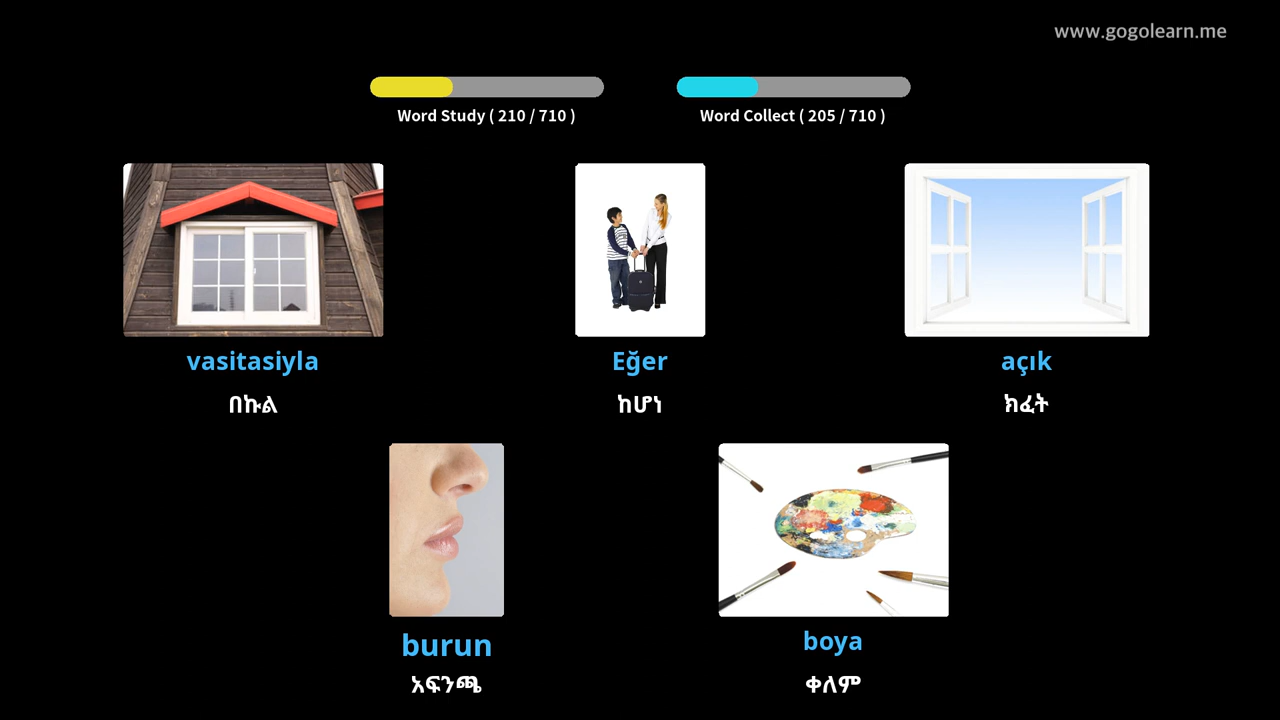 www.gogolearn.me
Word Study ( 210 / 710 )
Word Collect ( 205 / 710 )
vasitasiyla
በኩል
Eğer
ከሆነ
açık
ክፈት
burun
አፍንጫ
boya
ቀለም